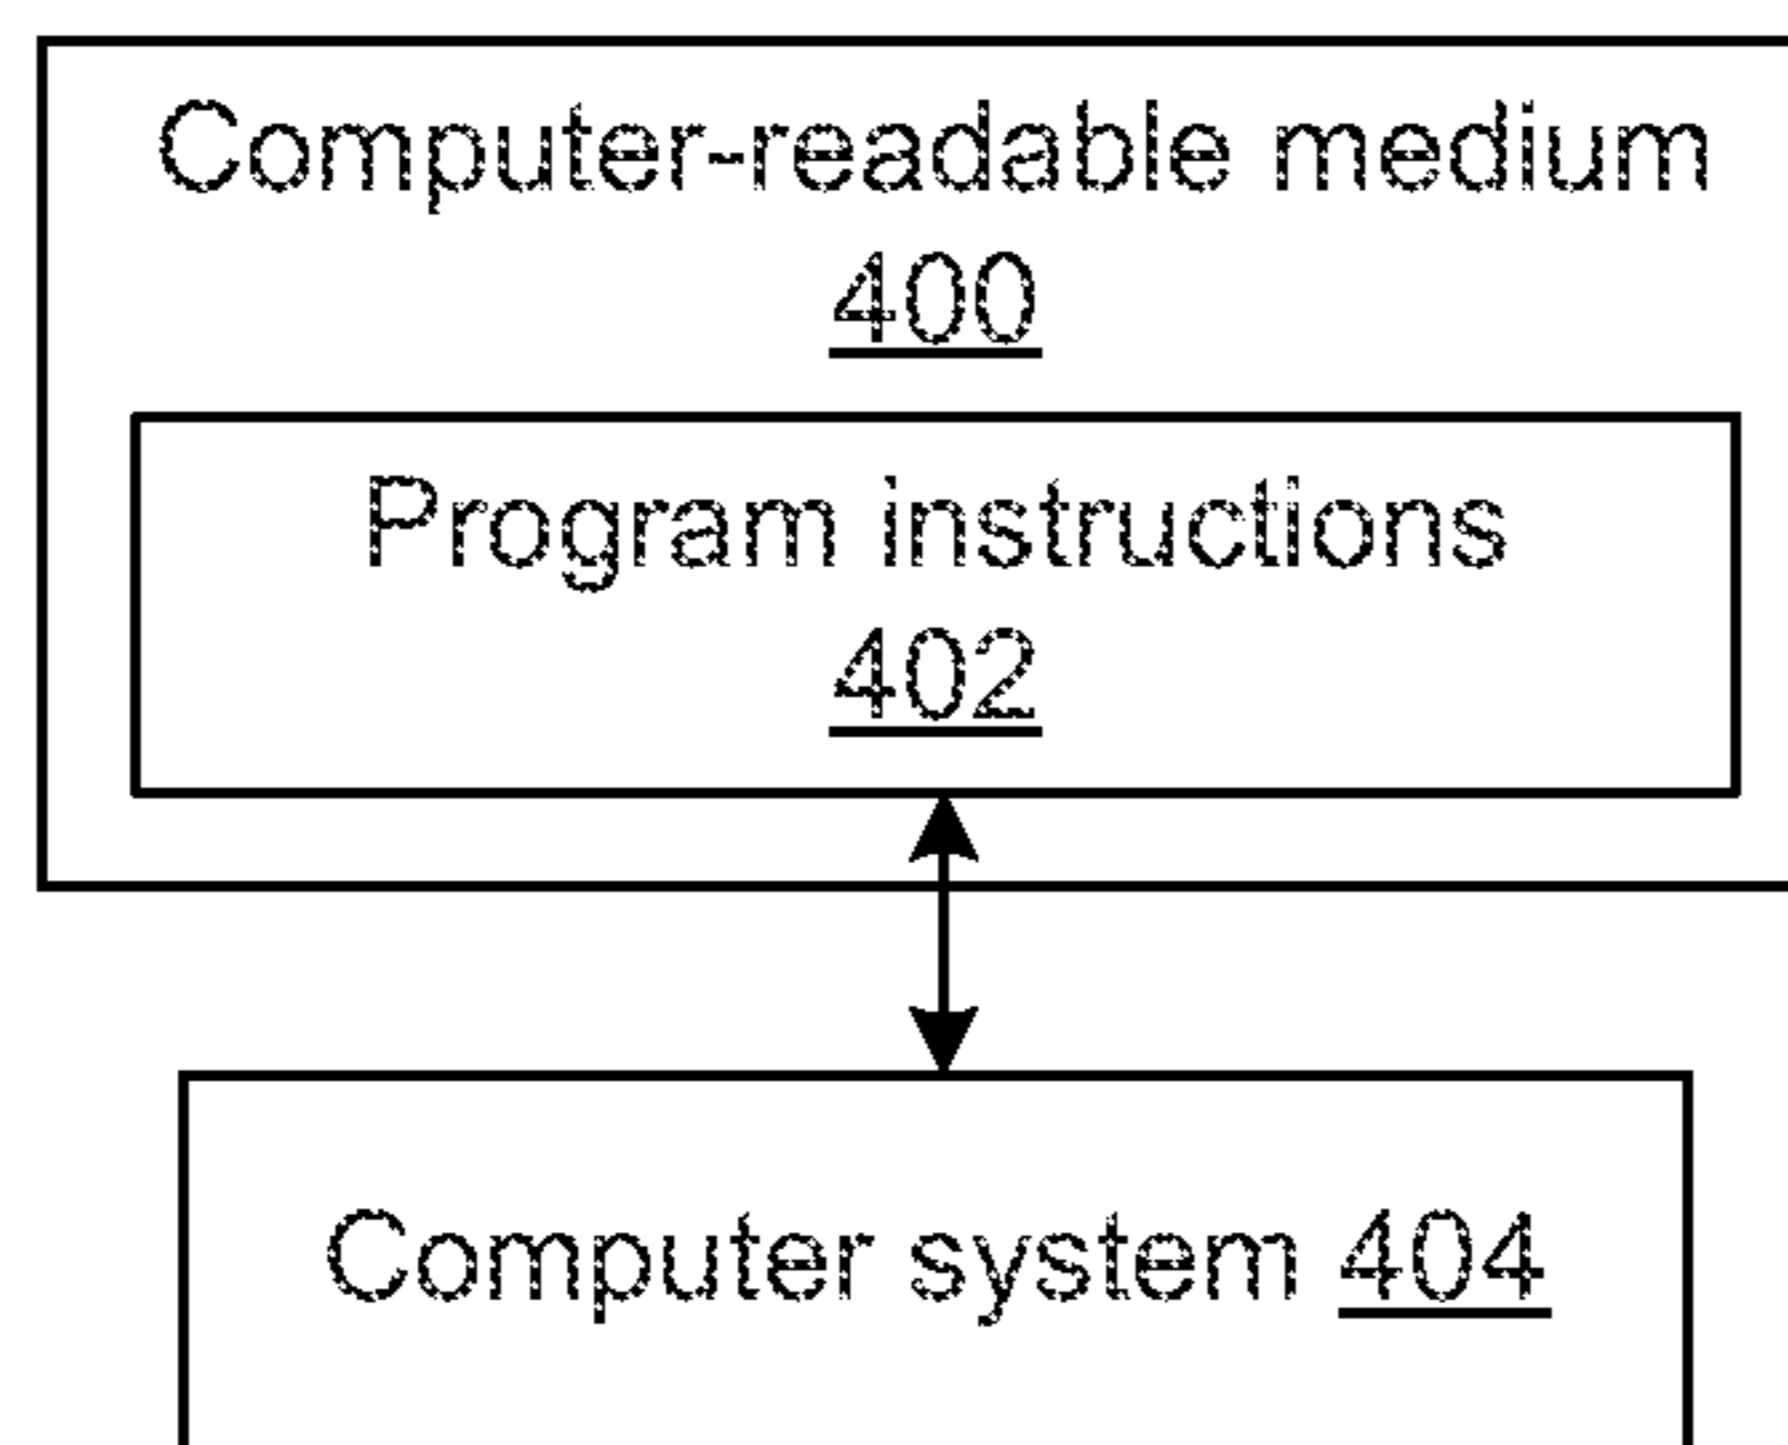 Computer-readable medium
400
Program instructions
402
Computer system 404